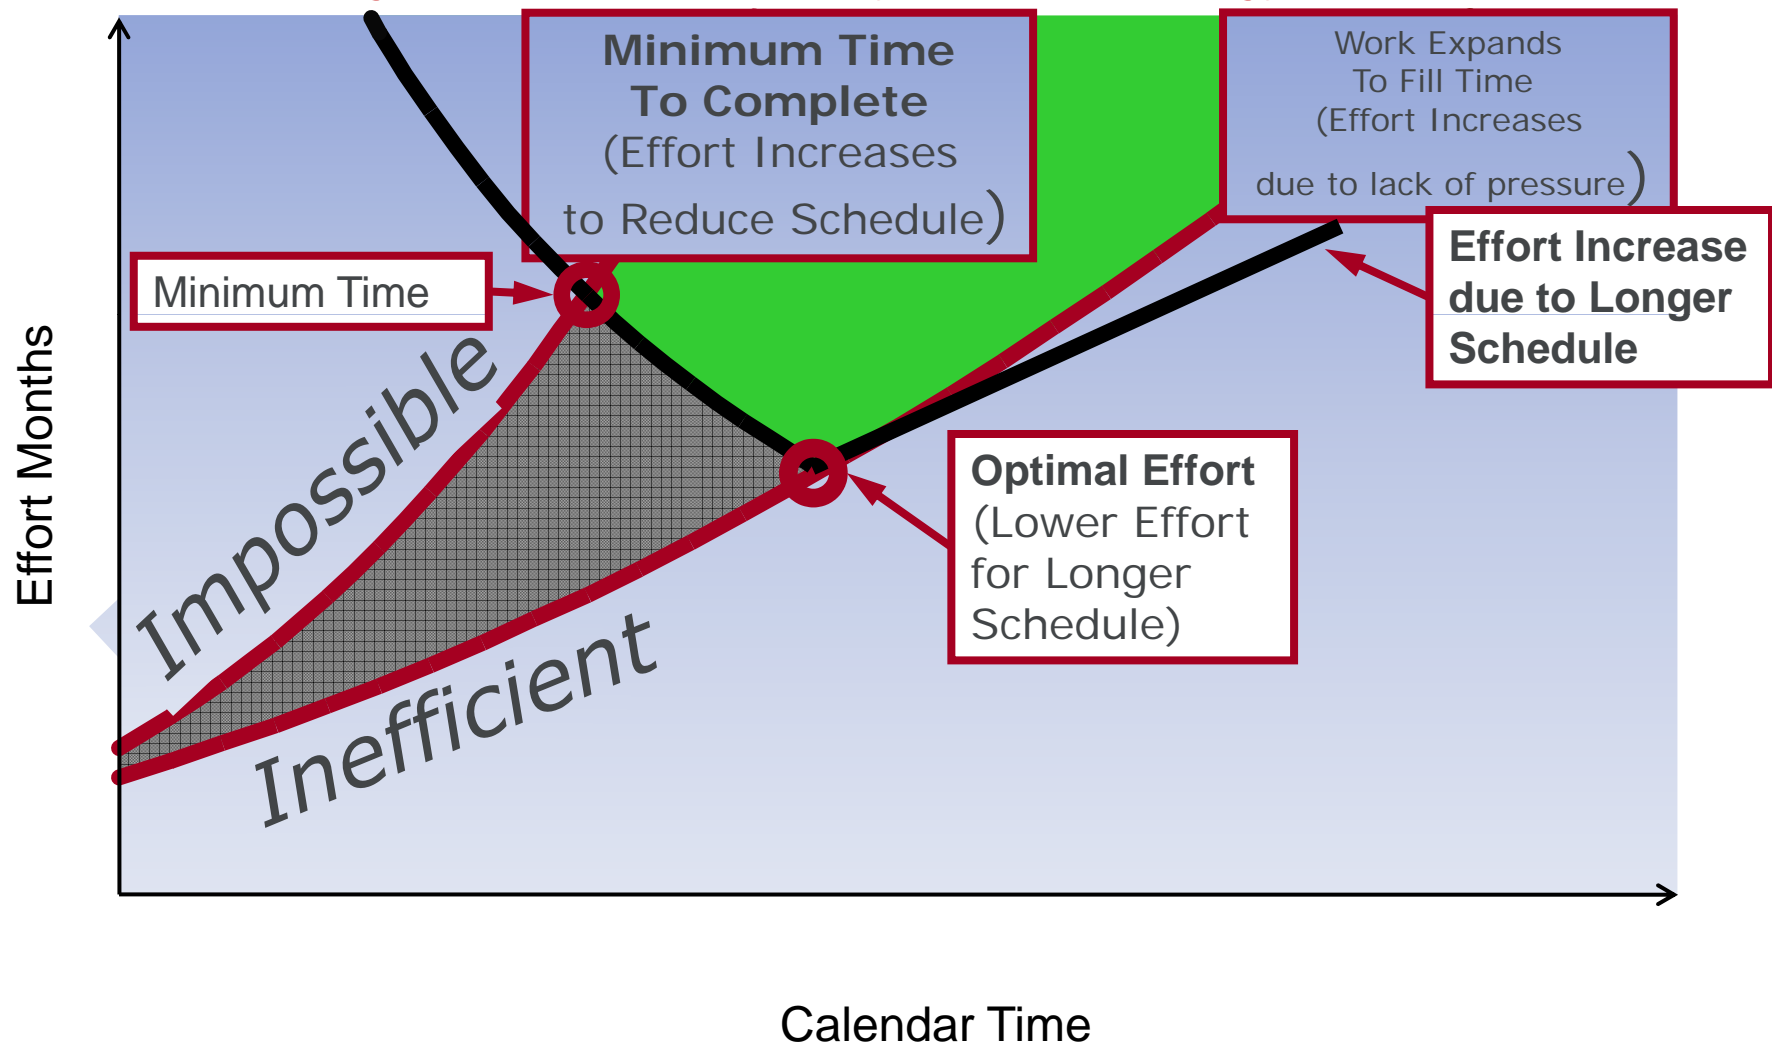 Minimum Time
To Complete
(Effort Increases
to Reduce Schedule)
Work Expands
To Fill Time
(Effort Increases
due to lack of pressure)
Minimum Time
Effort Increase
due to Longer
Schedule
Impossible
Inefficient
Optimal Effort
(Lower Effort
for Longer
Schedule)
Effort Months
Calendar Time